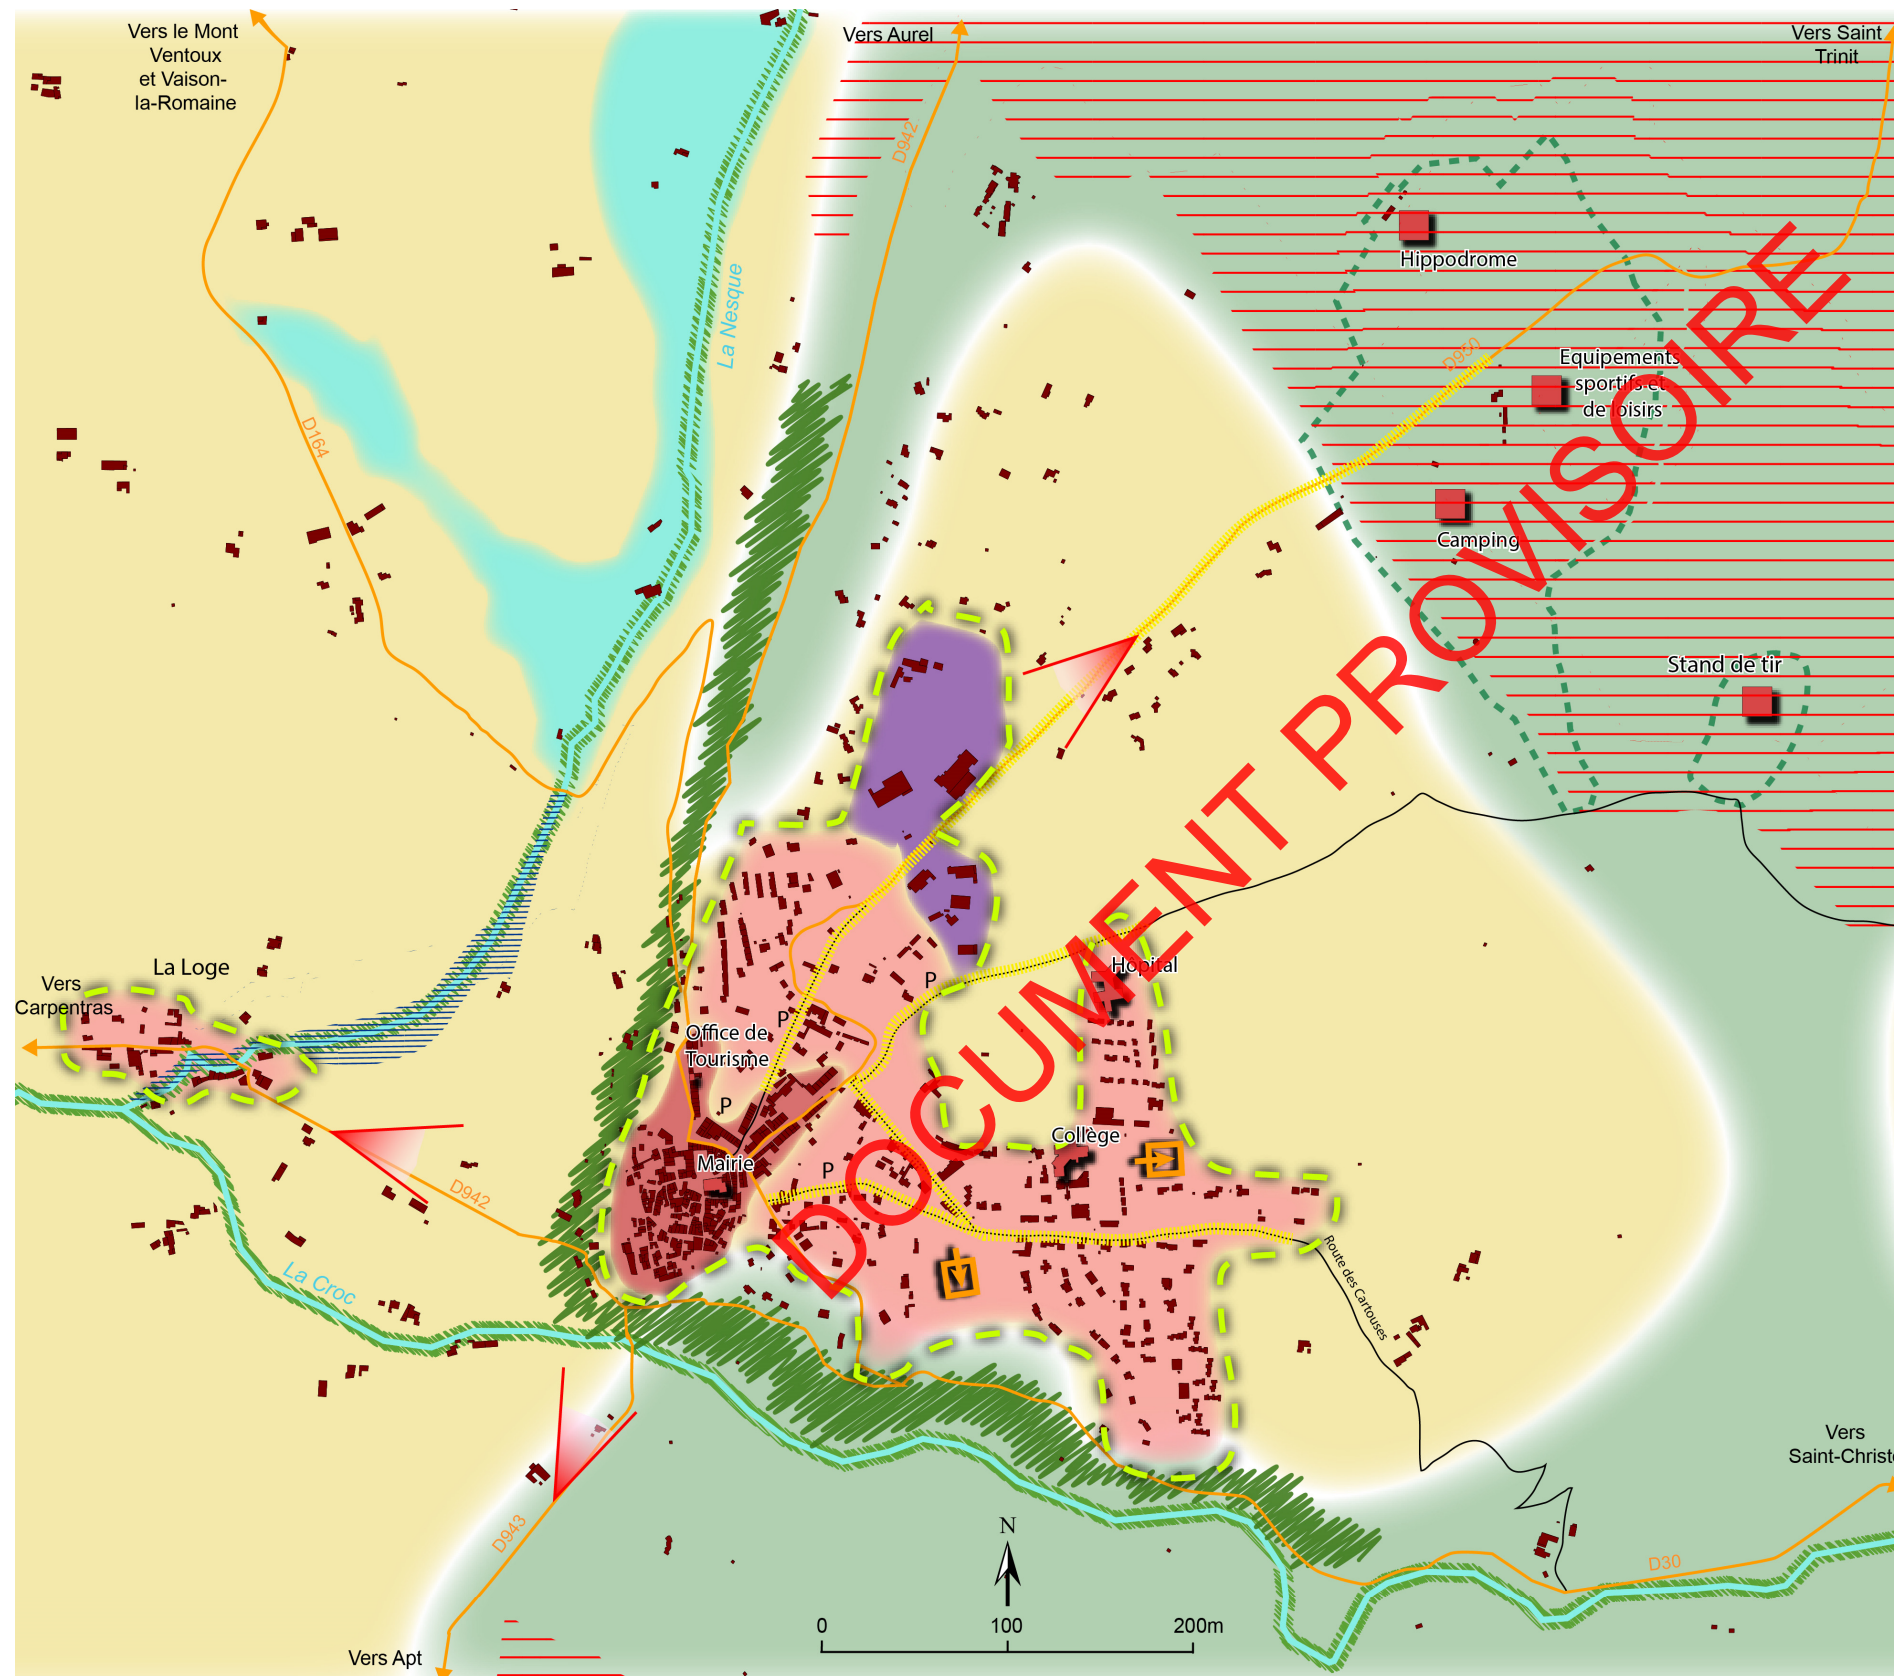 Vers le Mont
Ventoux
et Vaison-
la-Romaine
Vers Aurel
Vers Saint
Trinit
D942
Hippodrome
La Nesque
D950
Equipements
sportifs et
de loisirs
D164
Camping
Stand de tir
DOCUMENT PROVISOIRE
La Loge
Vers
Carpentras
P
Hôpital
P
Office de
Tourisme
P
Collège
Mairie
P
D942
La Croc
Route des Cartouses
Vers
Saint-Christo
D943
N
D30
0
100
200m
Vers Apt